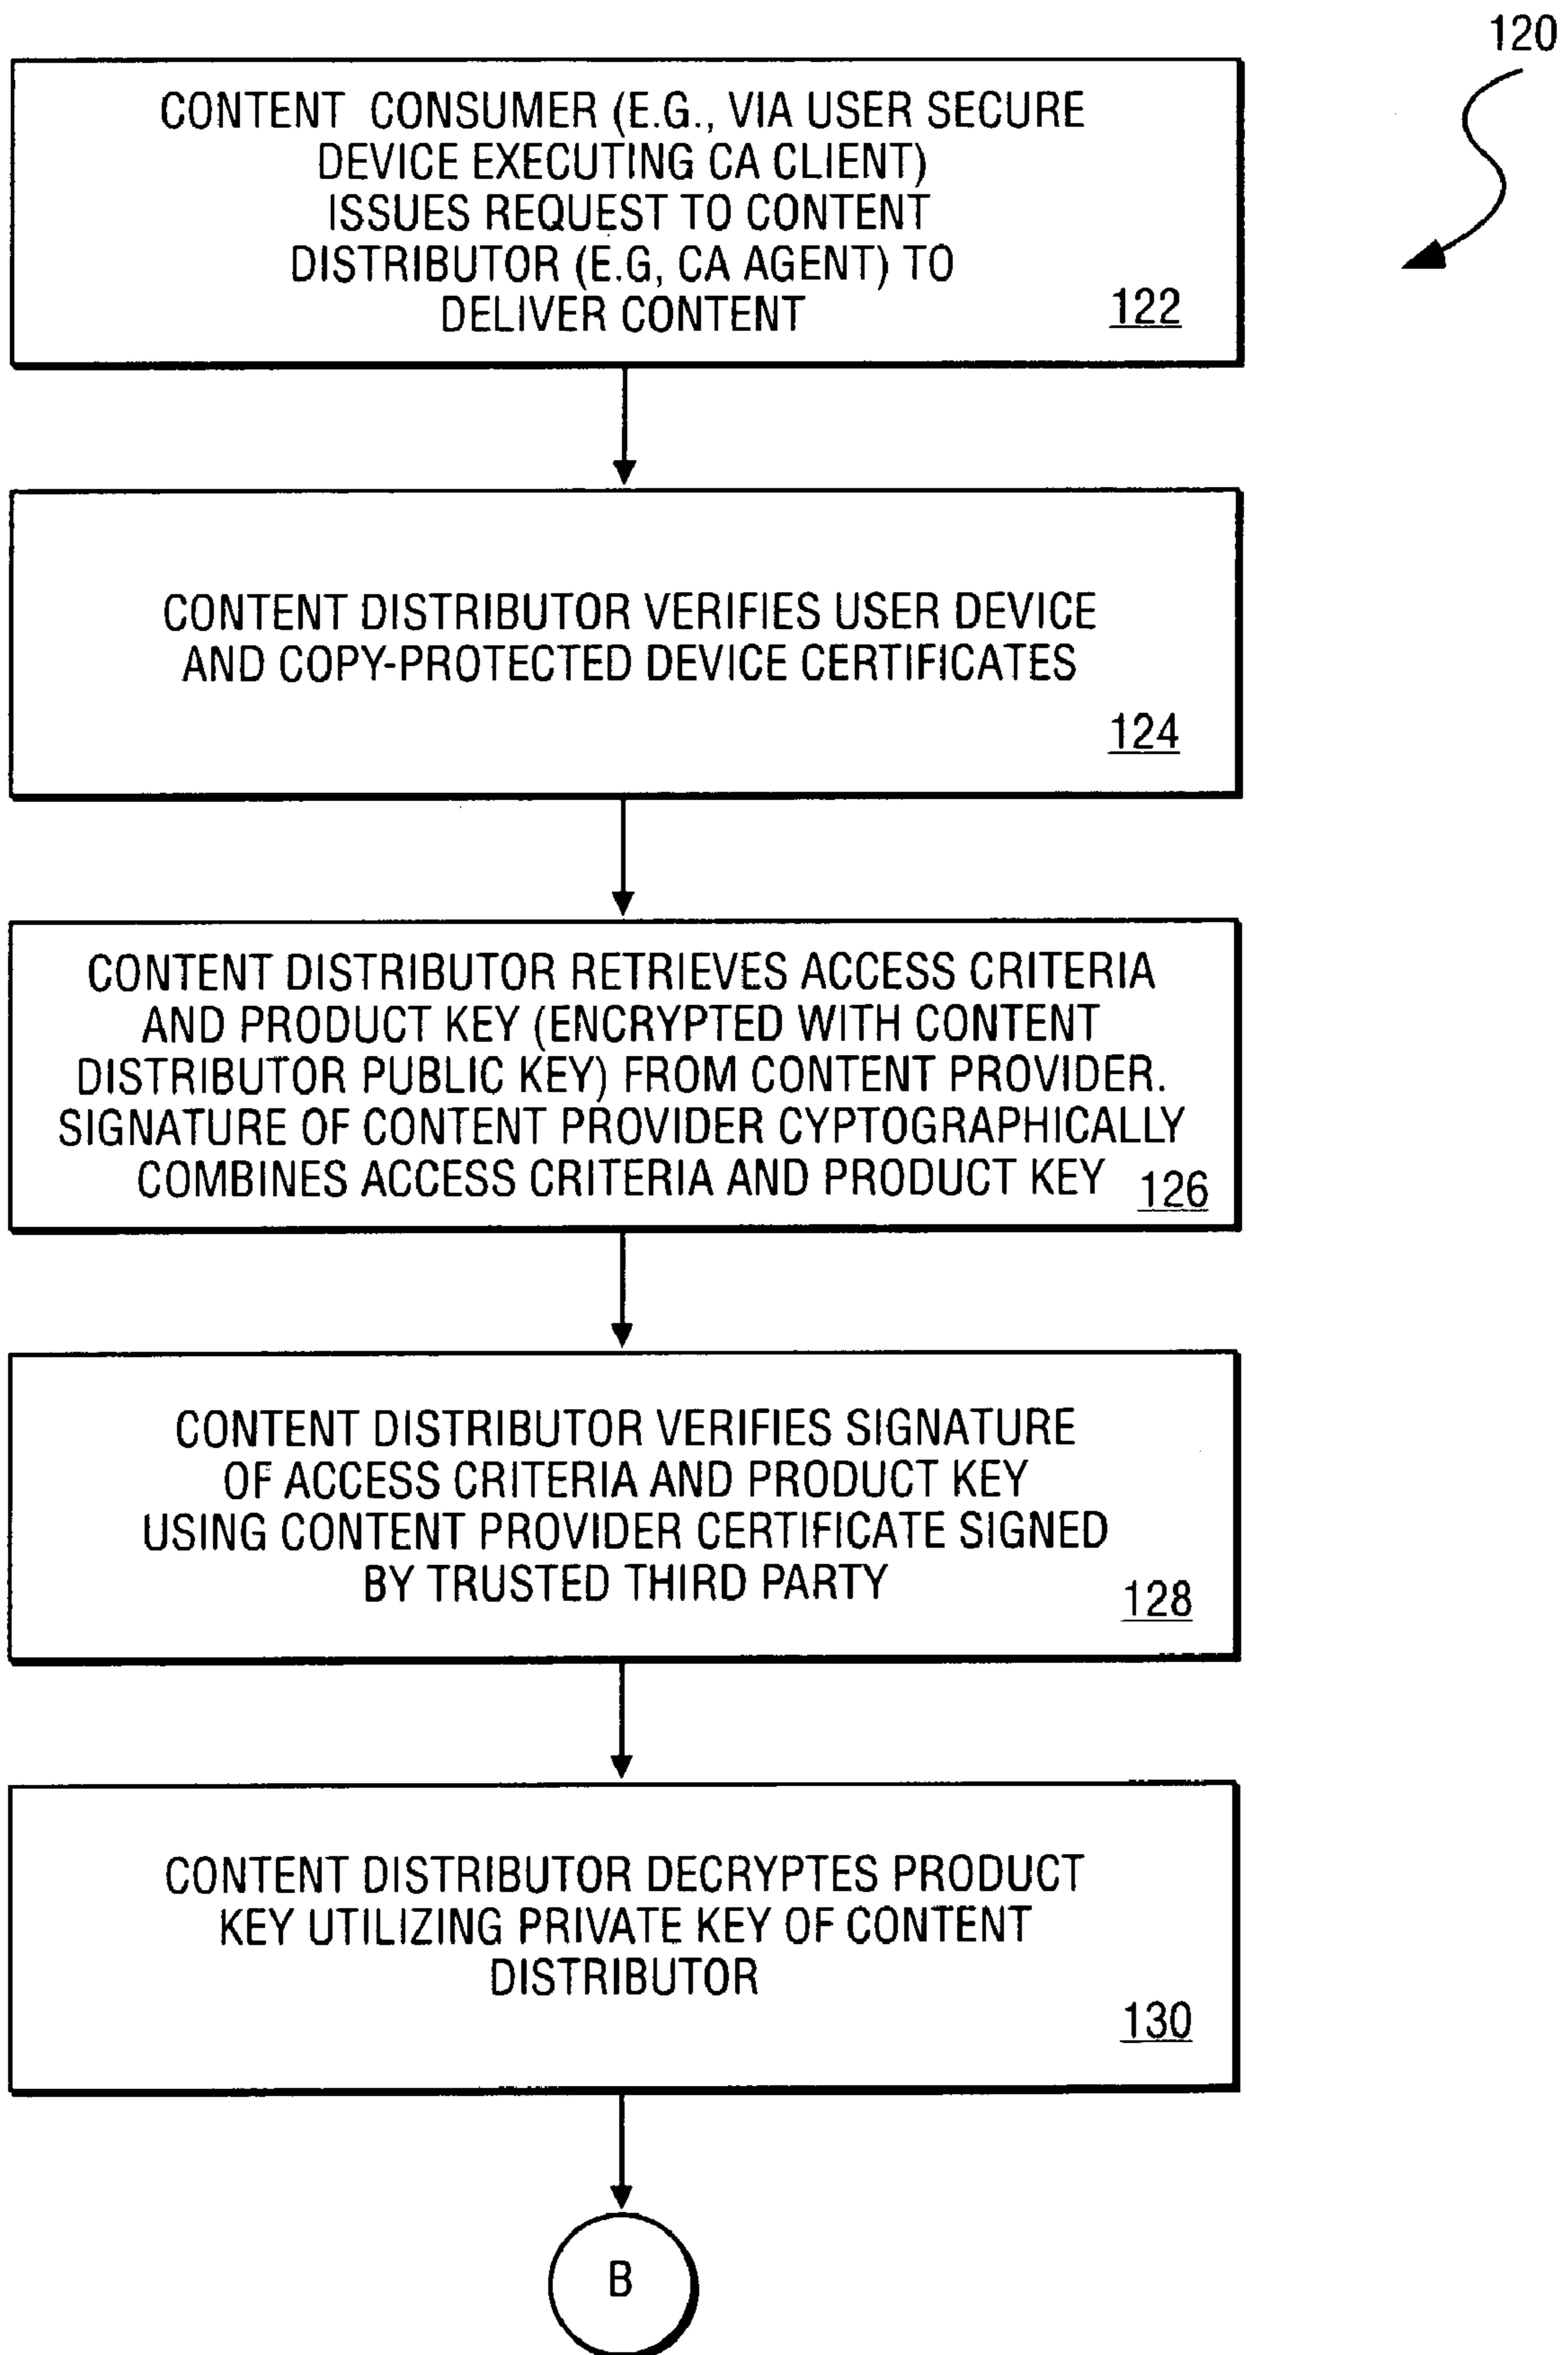 120
CONTENT CONSUMER (E.G., VIA USER SECURE
DEVICE EXECUTING CA CLIENT)
ISSUES REQUEST TO CONTENT
DISTRIBUTOR (E.G, CA AGENT) TO
DELIVER CONTENT
122
CONTENT DISTRIBUTOR VERIFIES USER DEVICE
AND COPY-PROTECTED DEVICE CERTIFICATES
124
CONTENT DISTRIBUTOR RETRIEVES ACCESS CRITERIA
AND PRODUCT KEY (ENCRYPTED WITH CONTENT
DISTRIBUTOR PUBLIC KEY) FROM CONTENT PROVIDER.
SIGNATURE OF CONTENT PROVIDER CYPTOGRAPHICALLY
COMBINES ACCESS CRITERIA AND PRODUCT KEY
126
CONTENT DISTRIBUTOR VERIFIES SIGNATURE
OF ACCESS CRITERIA AND PRODUCT KEY
USING CONTENT PROVIDER CERTIFICATE SIGNED
BY TRUSTED THIRD PARTY
128
CONTENT DISTRIBUTOR DECRYPTES PRODUCT
KEY UTILIZING PRIVATE KEY OF CONTENT
DISTRIBUTOR
130
B